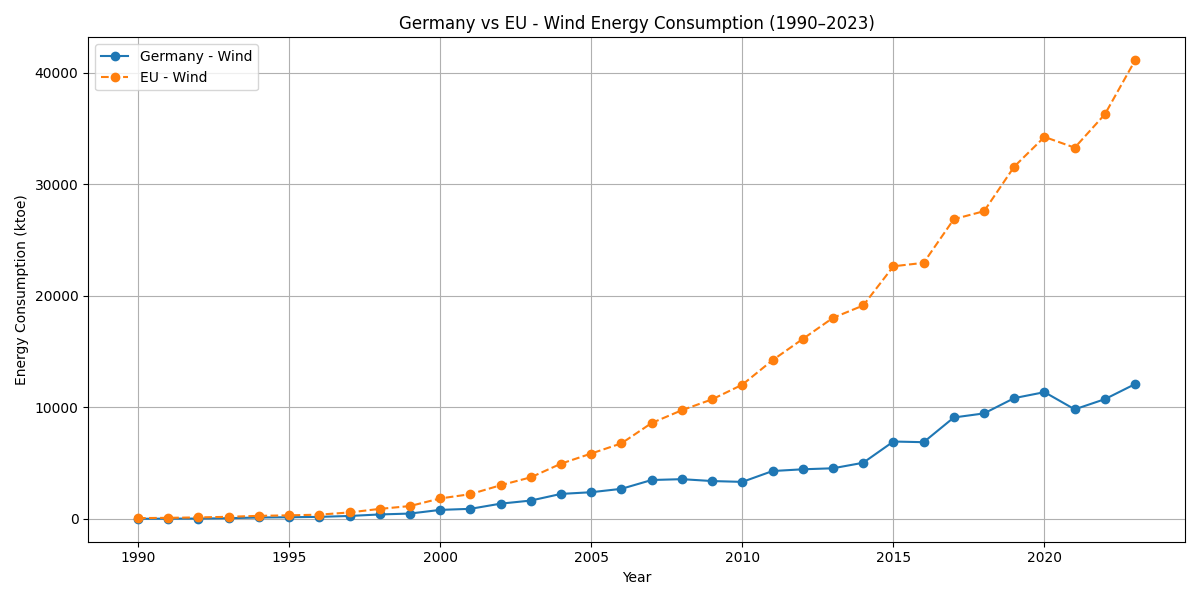 Germany vs EU - Wind Energy Consumption (1990–2023)
Germany - Wind
EU - Wind
Energy Consumption (ktoe)
40000
30000
20000
10000
0
1990 1995 2000 2005 2010 2015 2020
Year